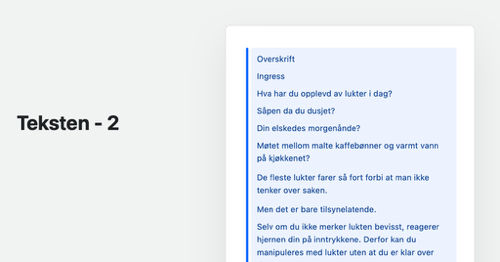 Teksten - 2
Overskrift
Ingress
Hva har du opplevd av lukter i dag?
Såpen da du dusjet?
Din elskedes morgenånde?
Møtet mellom malte kaffebønner og varmt vann
på kjøkkenet?
De fleste lukter farer så fort forbi at man ikke
tenker over saken.
Men det er bare tilsynelatende.
Selv om du ikke merker lukten bevisst, reagerer
hjernen din på inntrykkene. Derfor kan du
manipuleres med lukter uten at du er klar over